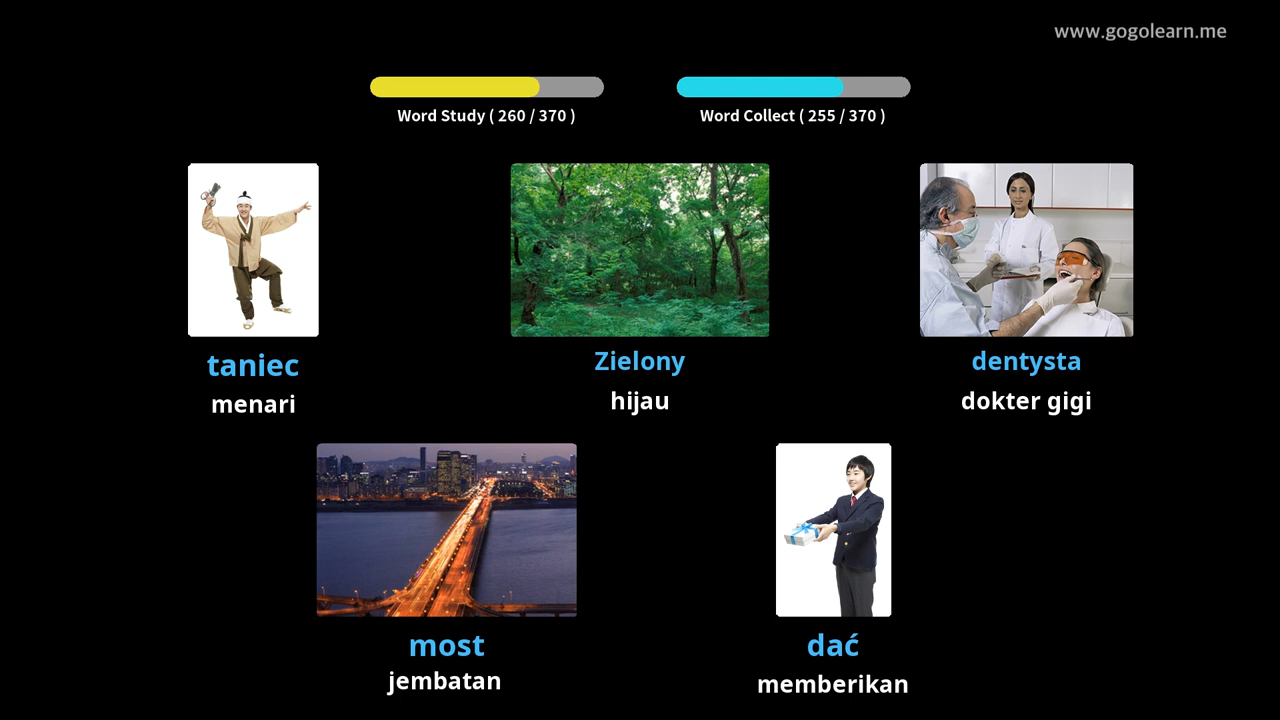 www.gogolearn.me
Word Study ( 260 / 370 )
Word Collect ( 255 / 370 )
taniec
menari
Zielony
hijau
dentysta
dokter gigi
most
jembatan
dać
memberikan